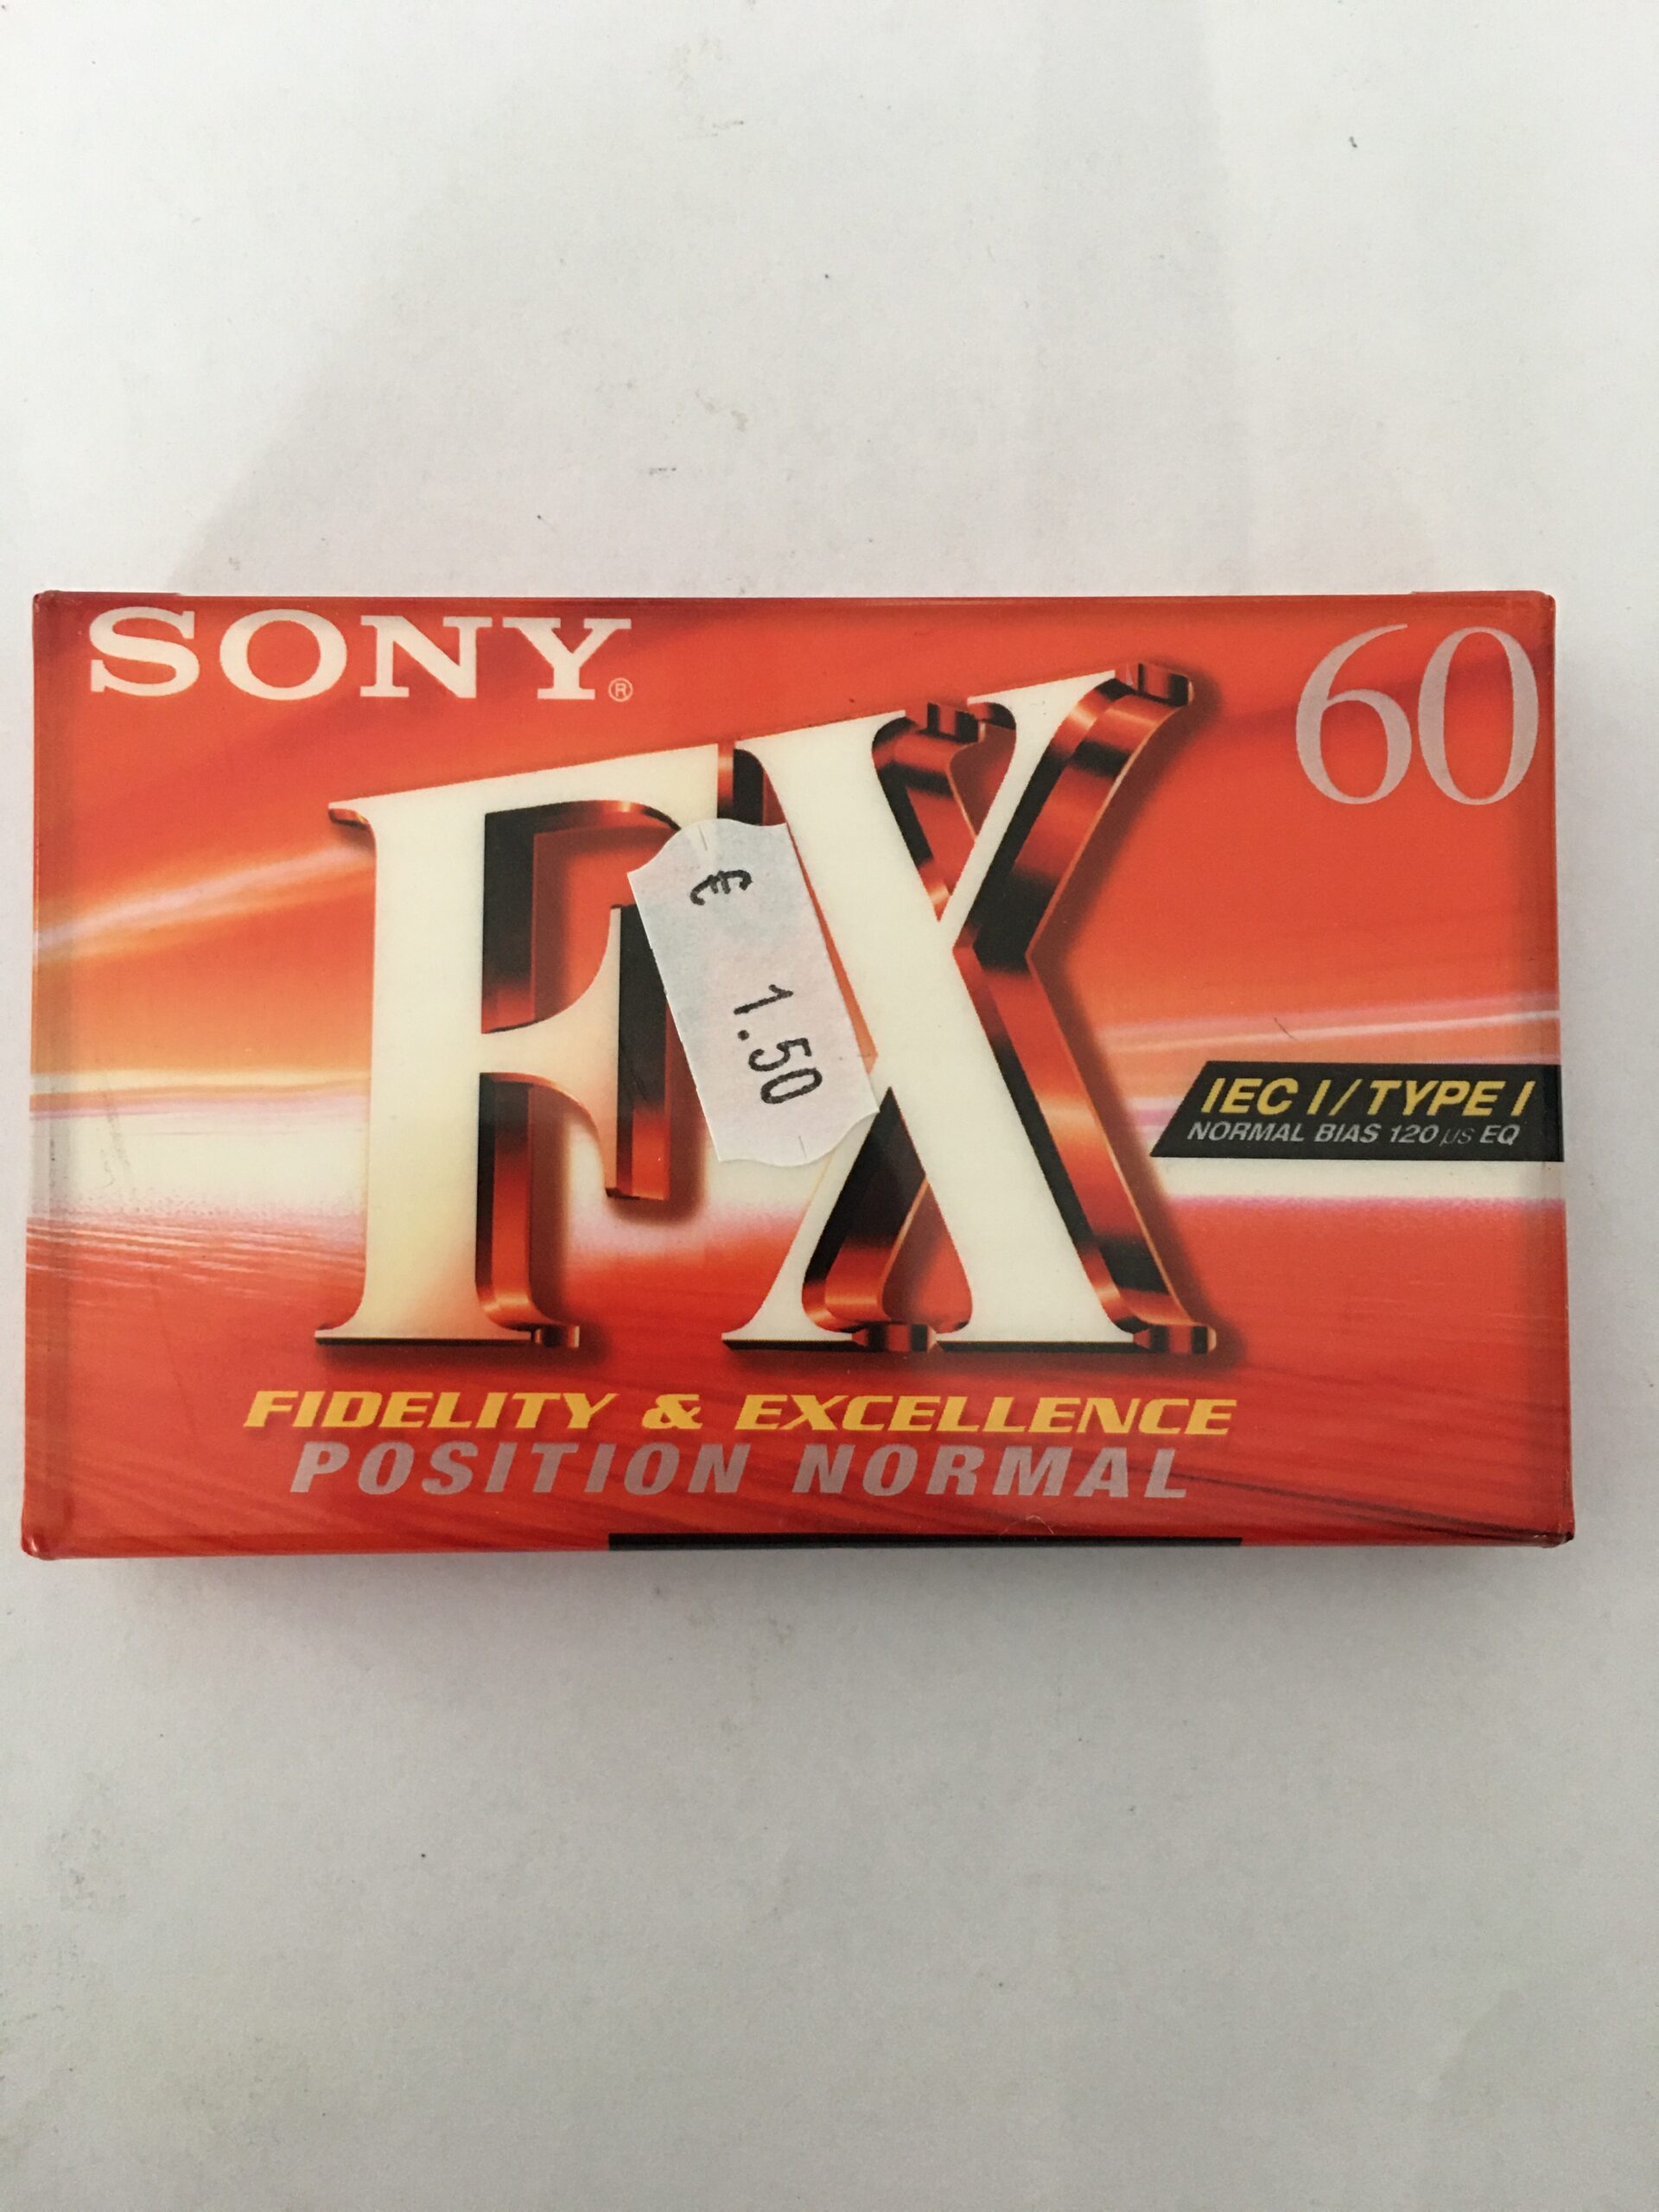 SONY®
60
FX
€ 1.50
IEC I / TYPE I
NORMAL BIAS 120 µs EQ
FIDELITY & EXCELLENCE
POSITION NORMAL